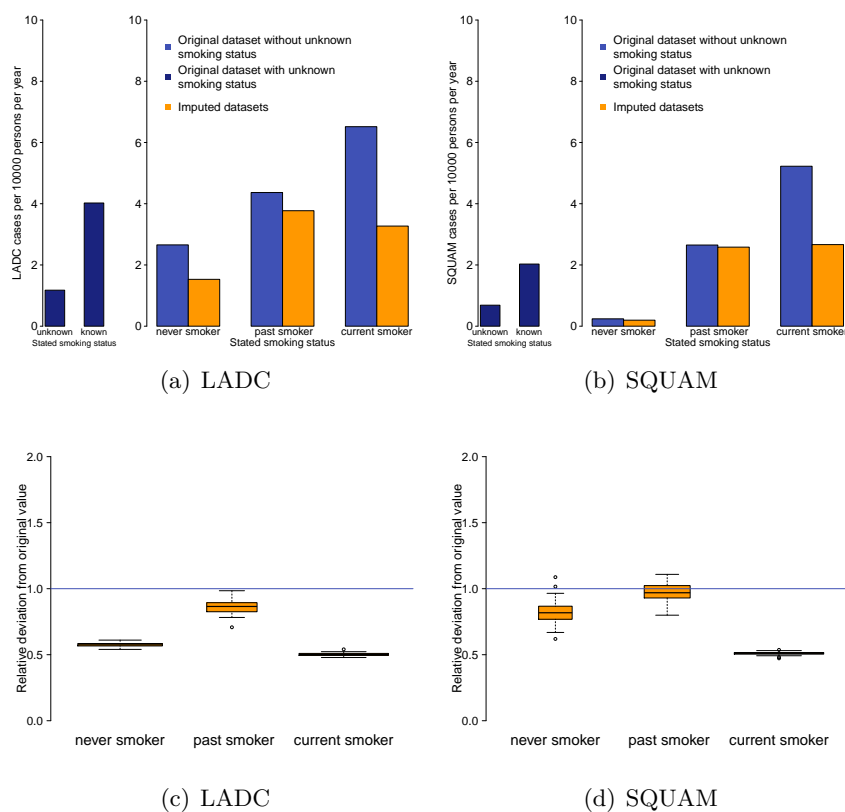 LADC cases per 10000 persons per year
10
8
6
4
2
0
unknown known
Stated smoking status
Original dataset without unknown
smoking status
Original dataset with unknown
smoking status
Imputed datasets
10
8
6
4
2
0
never smoker past smoker current smoker
Stated smoking status
(a) LADC
SQUAM cases per 10000 persons per year
10
8
6
4
2
0
unknown known
Stated smoking status
Original dataset without unknown
smoking status
Original dataset with unknown
smoking status
Imputed datasets
10
8
6
4
2
0
never smoker past smoker current smoker
Stated smoking status
(b) SQUAM
Relative deviation from original value
2.0
1.5
1.0
0.5
0.0
never smoker past smoker current smoker
(c) LADC
Relative deviation from original value
2.0
1.5
1.0
0.5
0.0
never smoker past smoker current smoker
(d) SQUAM